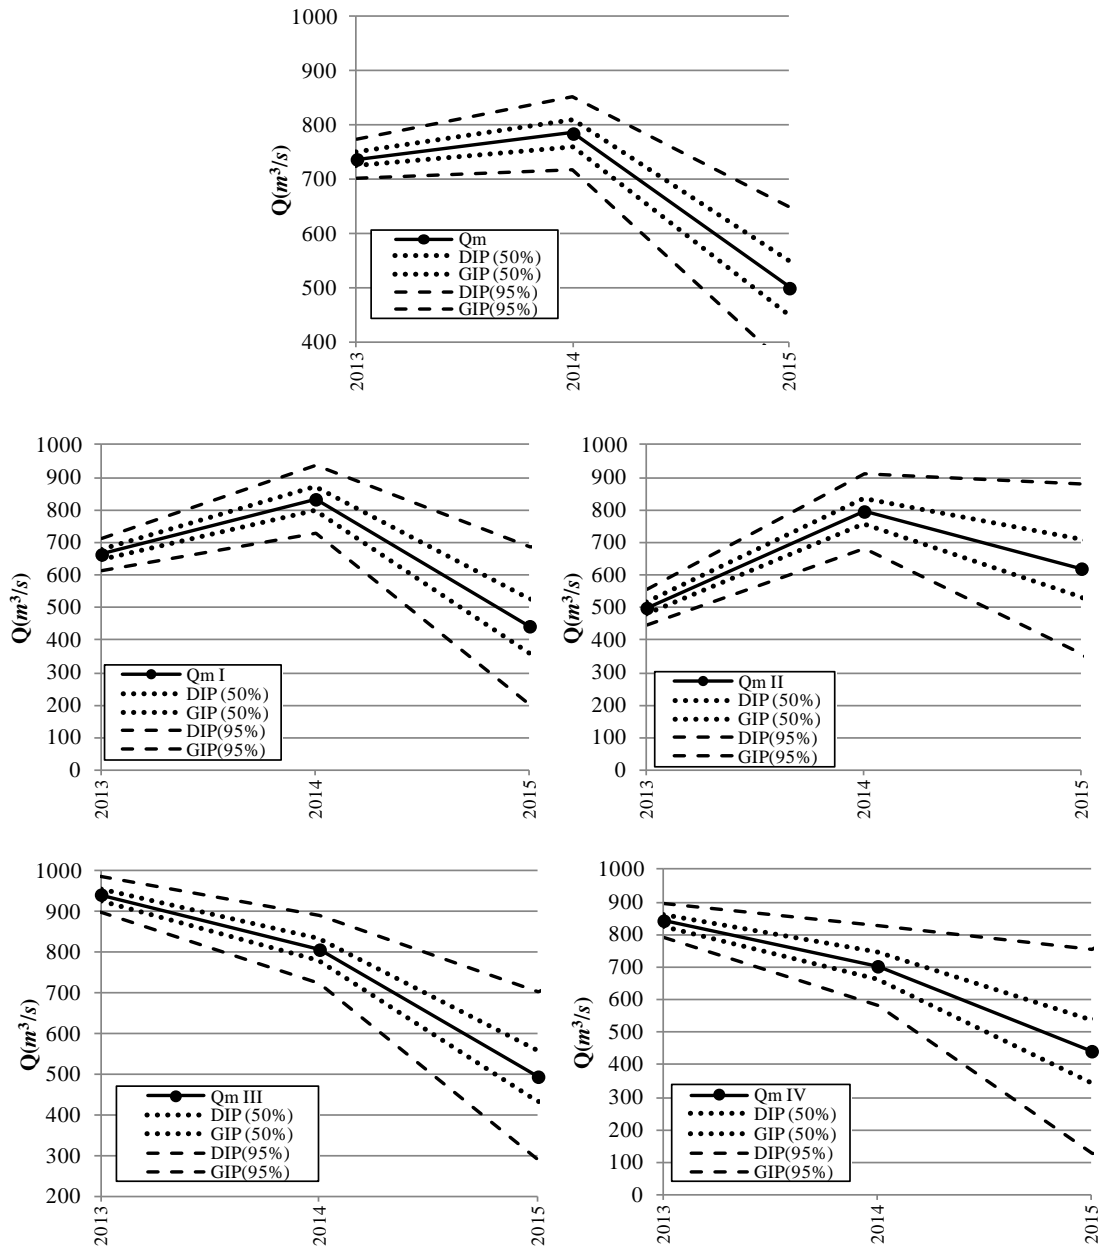 1000
900
800
700
600
500
400
Q(m³/s)
Qm
DIP (50%)
GIP (50%)
DIP(95%)
GIP(95%)
2013
2014
2015
1000
900
800
700
600
500
400
300
200
100
0
Q(m³/s)
Qm I
DIP (50%)
GIP (50%)
DIP(95%)
GIP(95%)
2013
2014
2015
1000
900
800
700
600
500
400
300
200
100
0
Q(m³/s)
Qm II
DIP (50%)
GIP (50%)
DIP(95%)
GIP(95%)
2013
2014
2015
1000
900
800
700
600
500
400
300
200
Q(m³/s)
Qm III
DIP (50%)
GIP (50%)
DIP(95%)
GIP(95%)
2013
2014
2015
1000
900
800
700
600
500
400
300
200
100
0
Q(m³/s)
Qm IV
DIP (50%)
GIP (50%)
DIP(95%)
GIP(95%)
2013
2014
2015